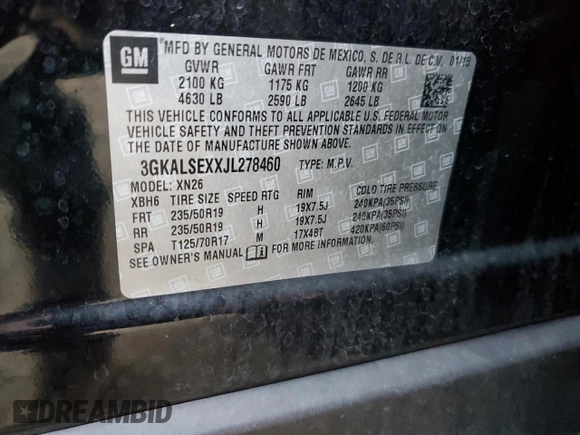 GM
MFD BY GENERAL MOTORS DE MEXICO, S. DE R.L. DE C.V. 01/18
GVWR GAWR FRT GAWR RR
2100 KG 1175 KG 1200 KG
4630 LB 2590 LB 2645 LB
THIS VEHICLE CONFORMS TO ALL APPLICABLE U.S. FEDERAL MOTOR
VEHICLE SAFETY AND THEFT PREVENTION STANDARDS IN EFFECT ON
THE DATE OF MANUFACTURE SHOWN ABOVE.
3GKALSEXXJL278460 TYPE: M.P.V.
MODEL: XN26
XBH6 TIRE SIZE SPEED RTG RIM COLD TIRE PRESSURE
FRT 235/50R19 H 19X7.5J 240KPA(35PSI)
RR 235/50R19 H 19X7.5J 240KPA(35PSI)
SPA T125/70R17 M 17X4BT 420KPA(60PSI)
SEE OWNER'S MANUAL FOR MORE INFORMATION.
DREAMBID